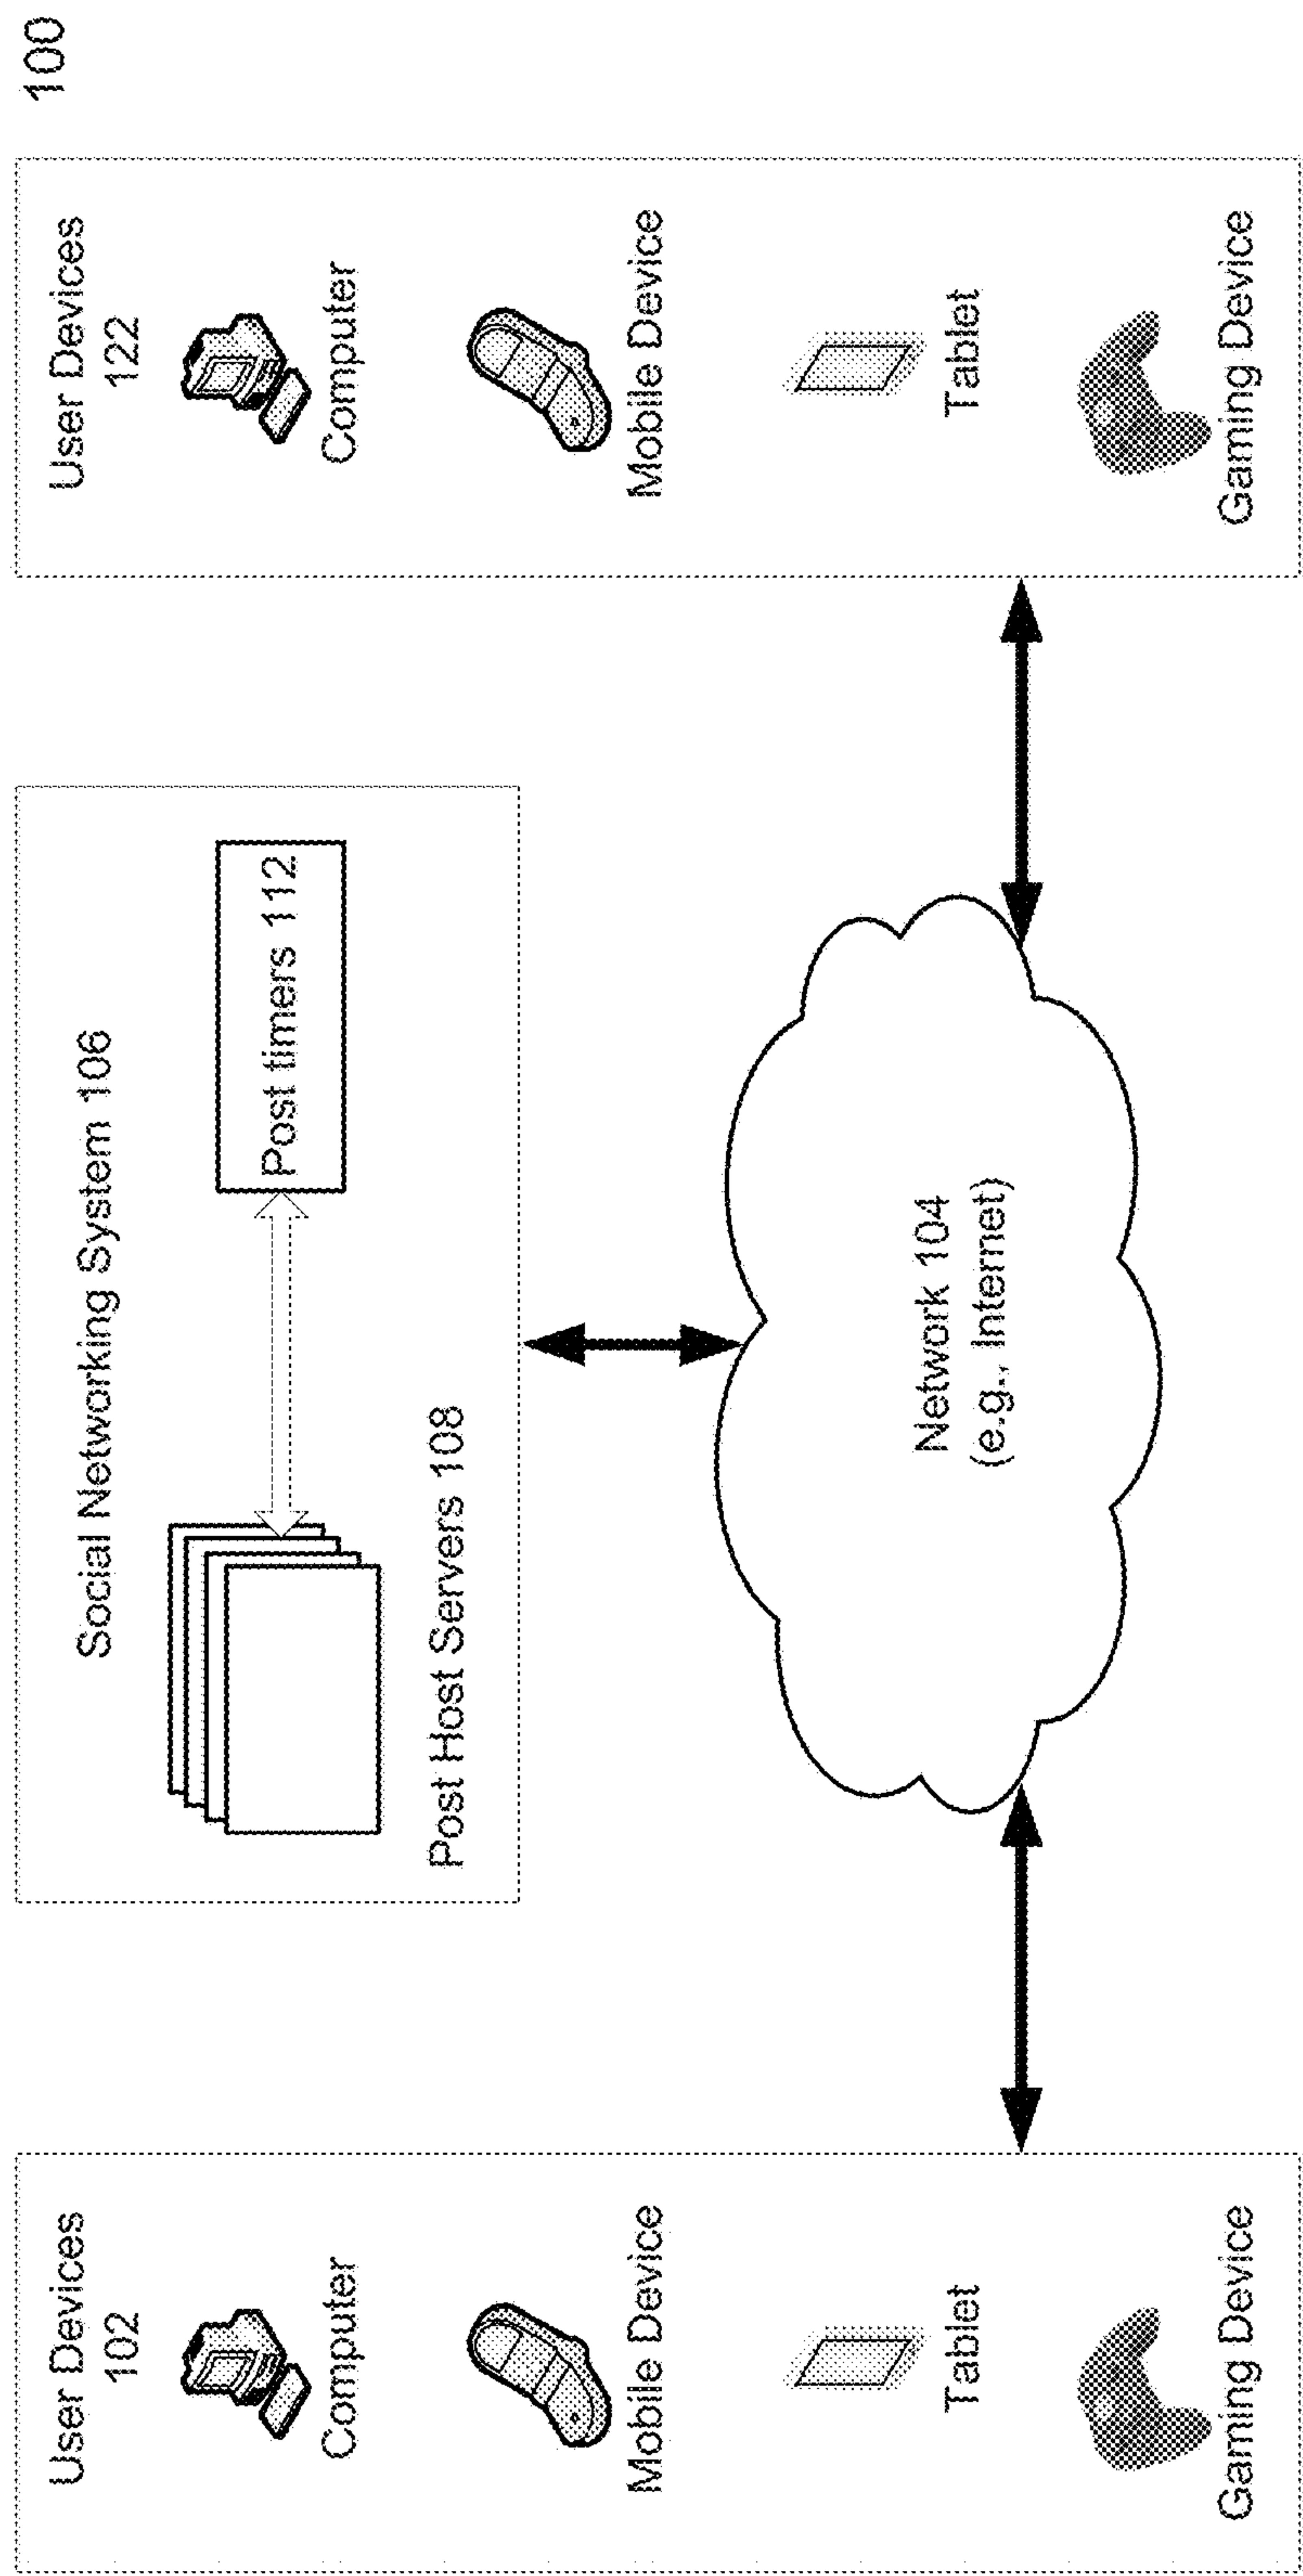 100
User Devices
102
Computer
Mobile Device
Tablet
Gaming Device
Social Networking System 106
Post timers 112
Post Host Servers 108
Network 104
(e.g., Internet)
User Devices
122
Computer
Mobile Device
Tablet
Gaming Device